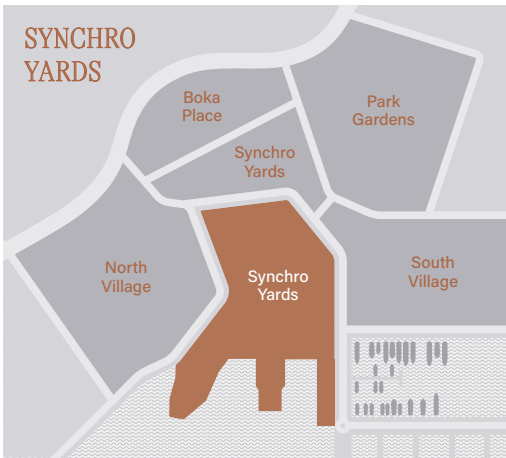 SYNCHRO
YARDS
Boka
Place
Park
Gardens
Synchro
Yards
North
Village
Synchro
Yards
South
Village